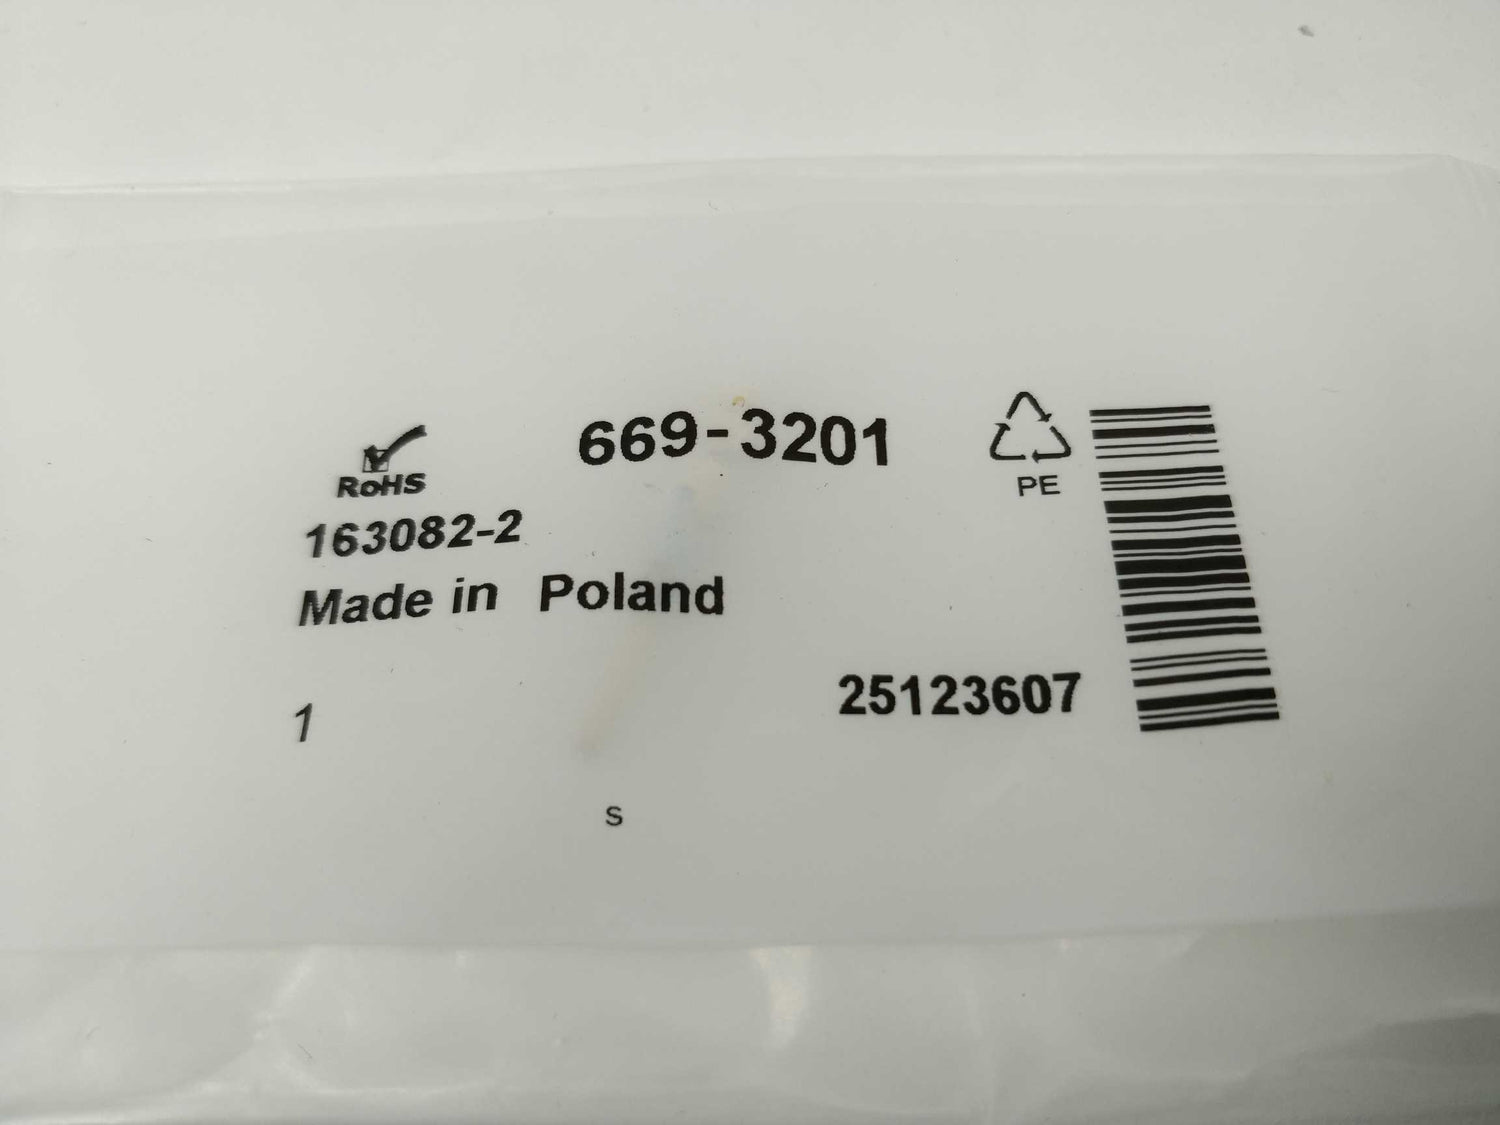 669-3201
RoHS
PE
163082-2
Made in Poland
25123607
1
s